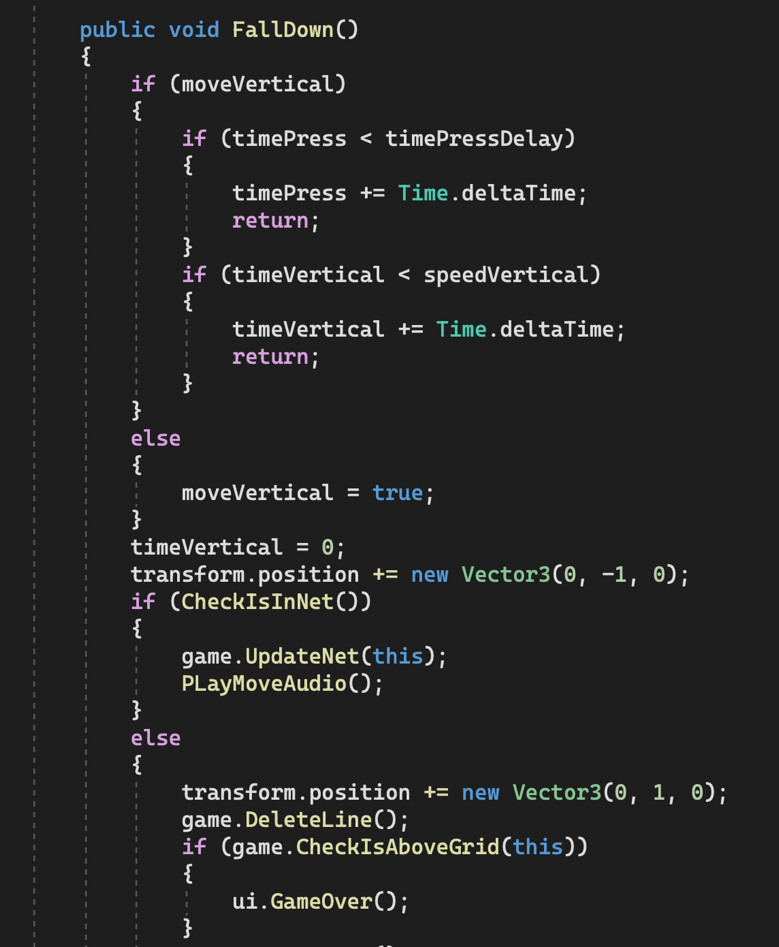 public void FallDown()
{
if (moveVertical)
{
if (timePress < timePressDelay)
{
timePress += Time.deltaTime;
return;
}
if (timeVertical < speedVertical)
{
timeVertical += Time.deltaTime;
return;
}
}
else
{
moveVertical = true;
}
timeVertical = 0;
transform.position += new Vector3(0, -1, 0);
if (CheckIsInNet())
{
game.UpdateNet(this);
PLayMoveAudio();
}
else
{
transform.position += new Vector3(0, 1, 0);
game.DeleteLine();
if (game.CheckIsAboveGrid(this))
{
ui.GameOver();
}